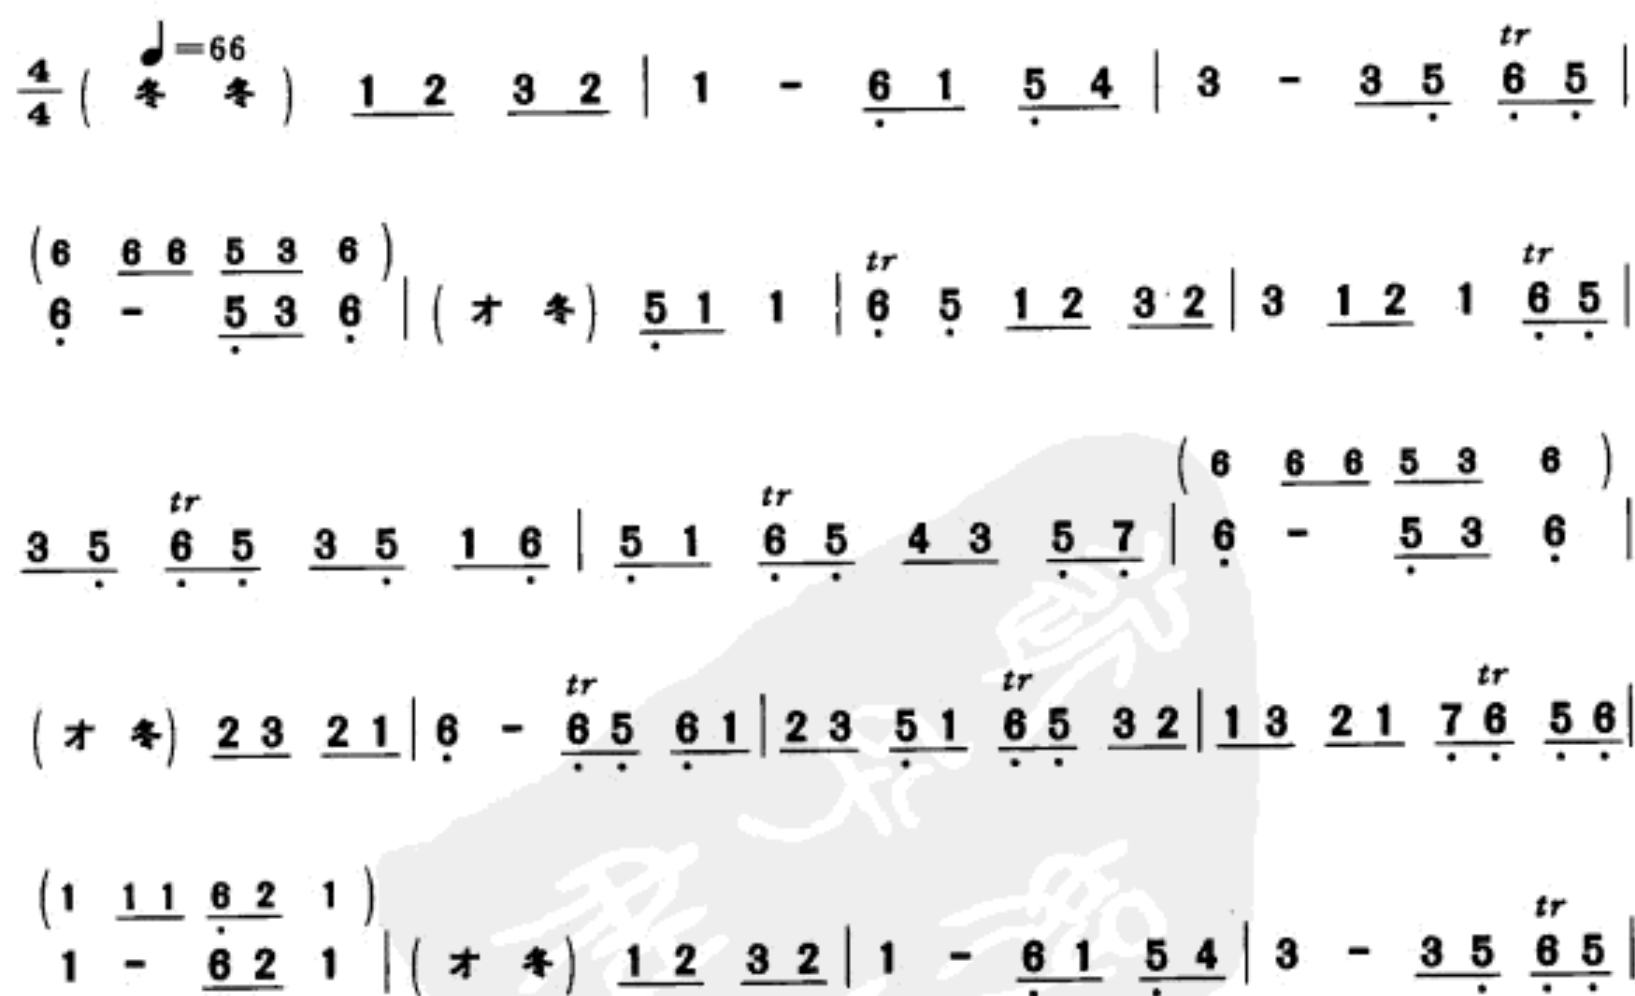 ♩=66
4/4 ( 冬 冬 ) 1 2 3 2 | 1 - 6̣ 1 5̣ 4 | 3 - 3 5̣ tr 6̣ 5̣ |
( 6 6 6 5 3 6 )
6̣ - 5̣ 3 6̣ | ( 才 冬 ) 5̣ 1 1 | tr 6̣ 5̣ 1 2 3 2 | 3 1 2 1 tr 6̣ 5̣ |
( 6 6 6 5 3 6 )
3 5̣ tr 6̣ 5̣ 3 5̣ 1 6̣ | 5̣ 1 tr 6̣ 5̣ 4 3 5̣ 7̣ | 6̣ - 5̣ 3 6̣ |
( 才 冬 ) 2 3 2 1 | 6̣ - tr 6̣ 5̣ 6̣ 1 | 2 3 5̣ 1 tr 6̣ 5̣ 3 2 | 1 3 2 1 7̣ tr 6̣ 5̣ 6̣ |
( 1 1 1 6̣ 2 1 )
1 - 6 2 1 | ( 才 冬 ) 1 2 3 2 | 1 - 6̣ 1 5̣ 4 | 3 - 3 5̣ tr 6̣ 5̣ |